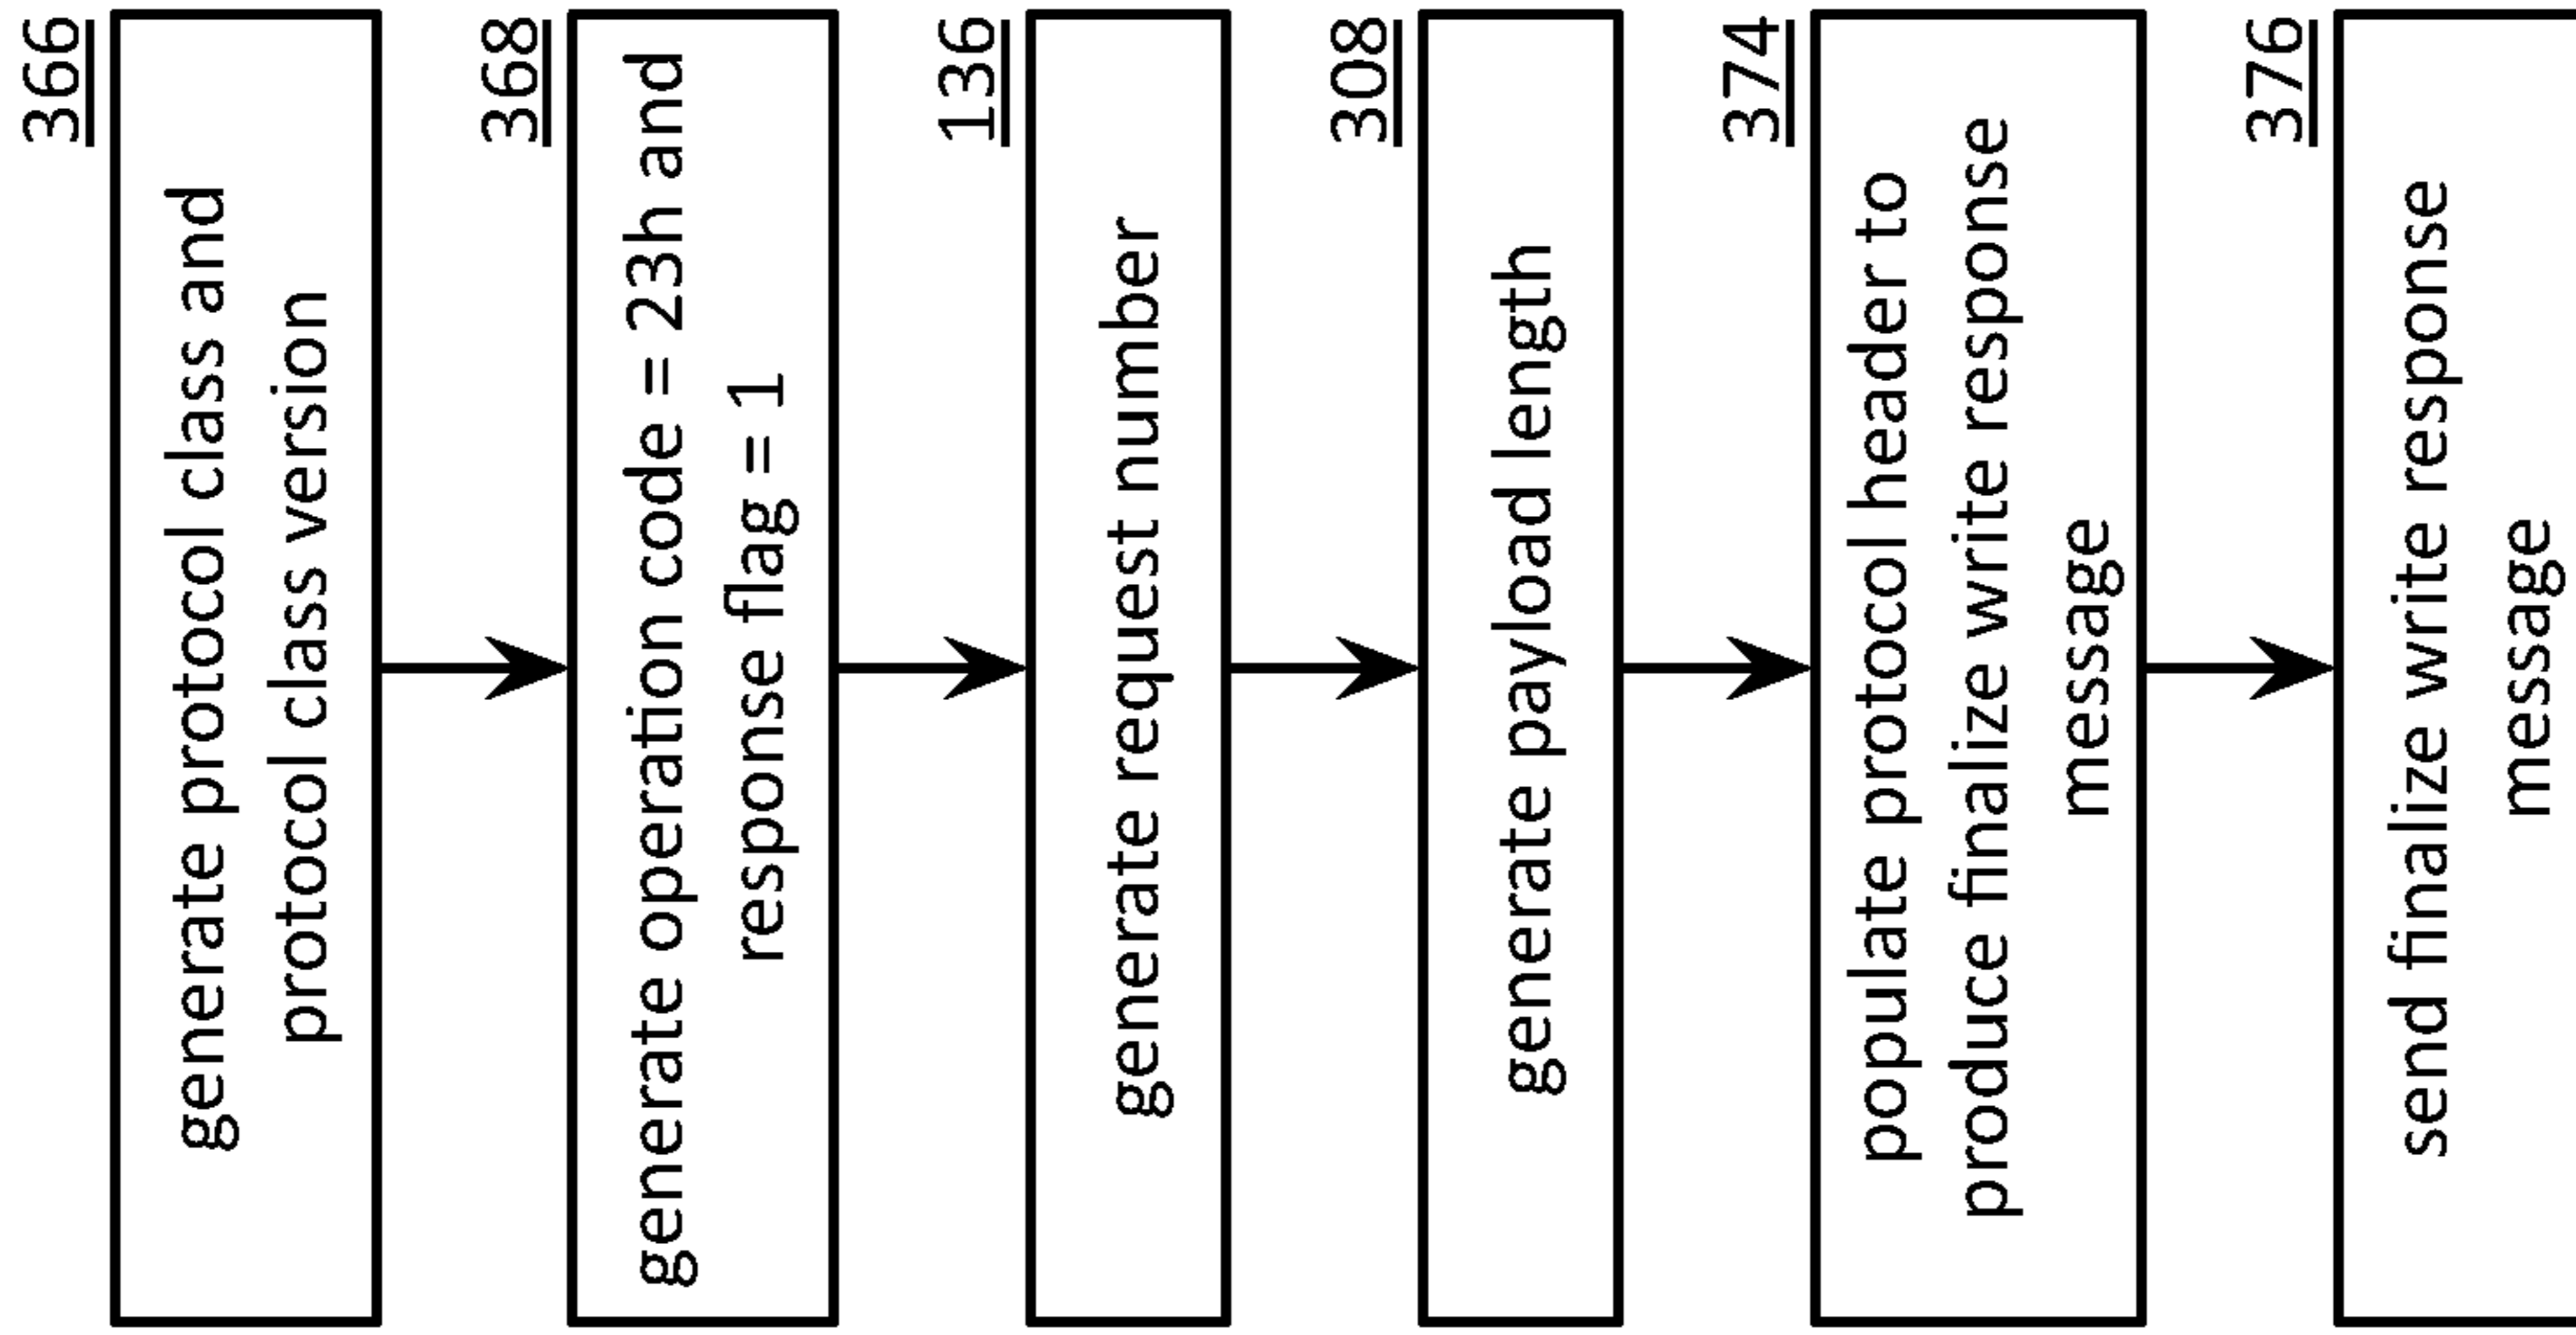 366
generate protocol class and
protocol class version
368
generate operation code = 23h and
response flag = 1
136
generate request number
308
generate payload length
374
populate protocol header to
produce finalize write response
message
376
send finalize write response
message